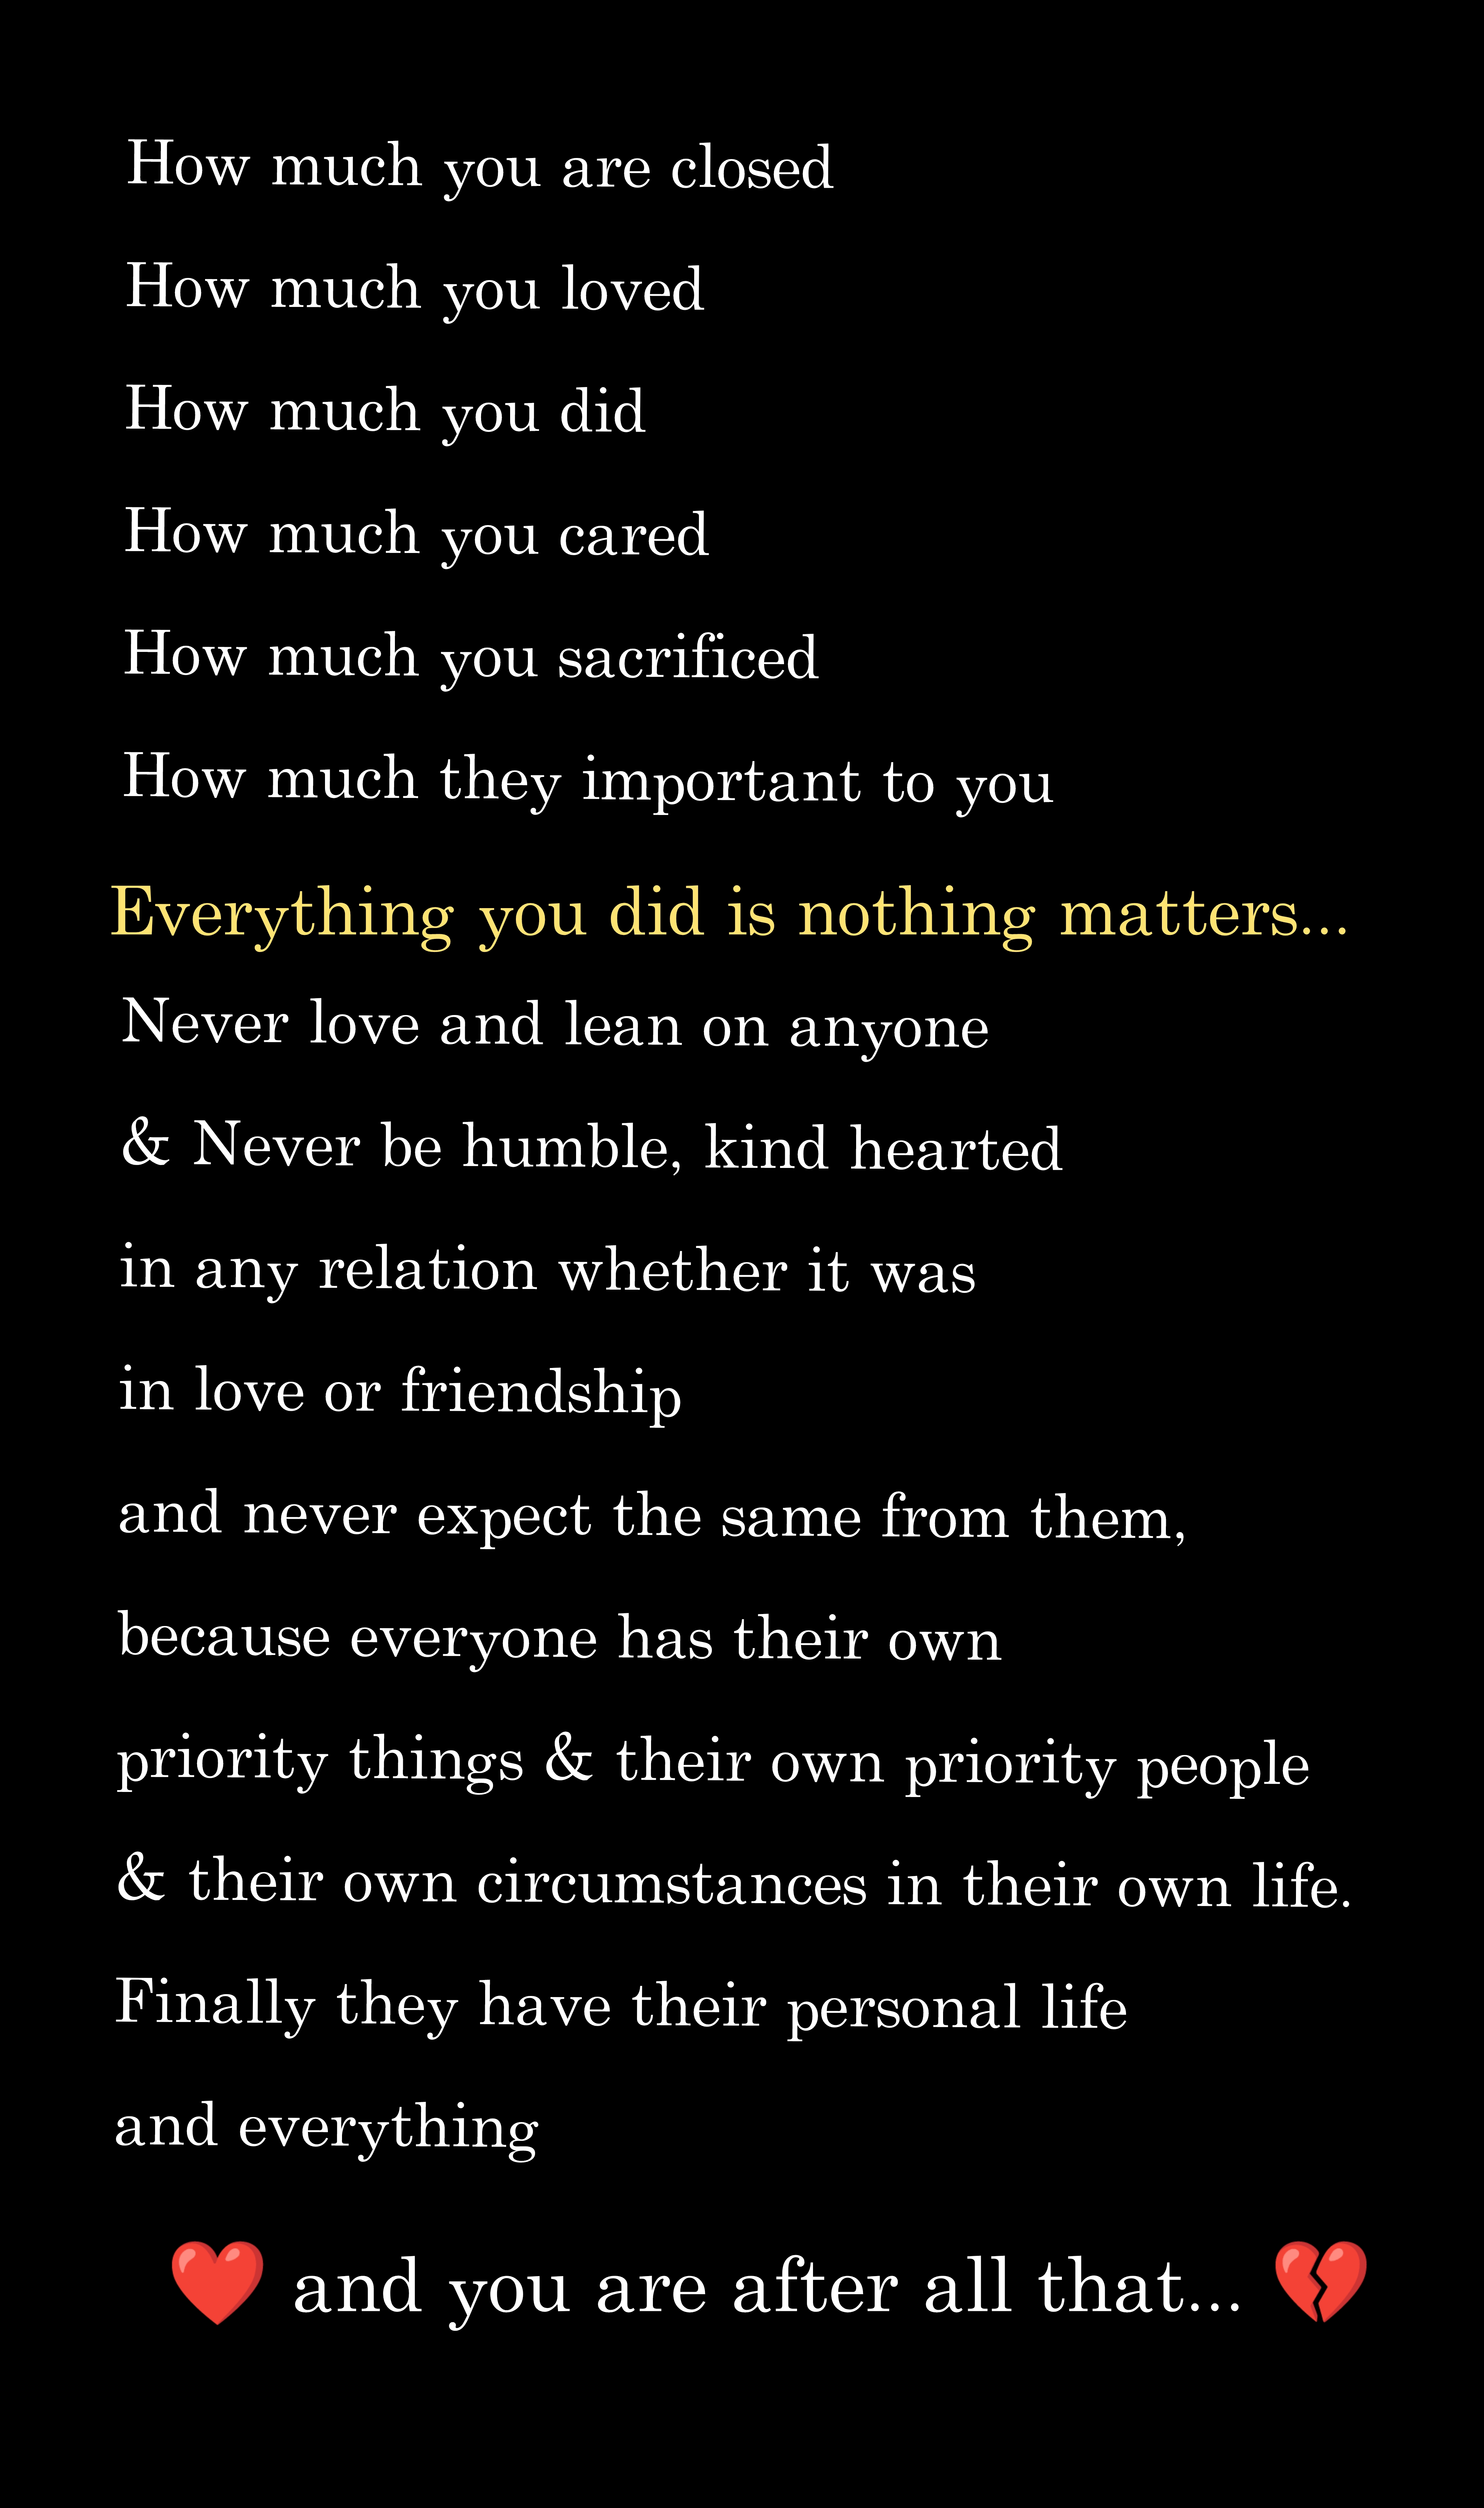 How much you are closed
How much you loved
How much you did
How much you cared
How much you sacrificed
How much they important to you
Everything you did is nothing matters...
Never love and lean on anyone
& Never be humble, kind hearted
in any relation whether it was
in love or friendship
and never expect the same from them,
because everyone has their own
priority things & their own priority people
& their own circumstances in their own life.
Finally they have their personal life
and everything
❤️ and you are after all that... 💔